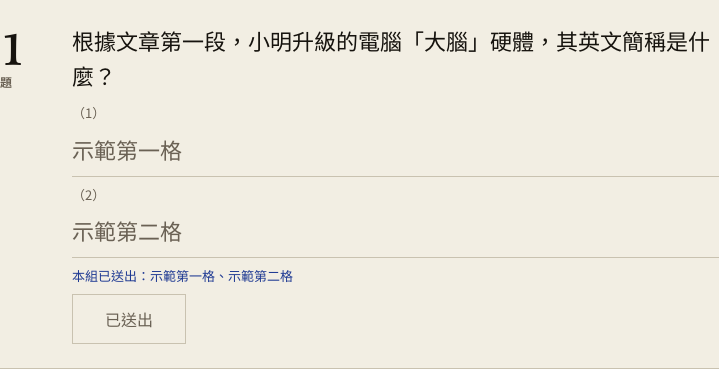 1
題
根據文章第一段，小明升級的電腦「大腦」硬體，其英文簡稱是什
麼？
（1）
示範第一格
（2）
示範第二格
本組已送出：示範第一格、示範第二格
已送出